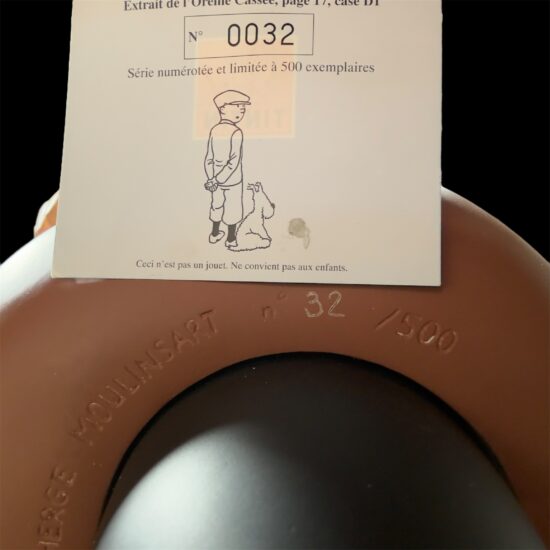 Extrait de l'Oreille Cassée, page 17, case D1
N° 0032
Série numérotée et limitée à 500 exemplaires
Ceci n'est pas un jouet. Ne convient pas aux enfants.
HERGE MOULINSART n° 32 /500